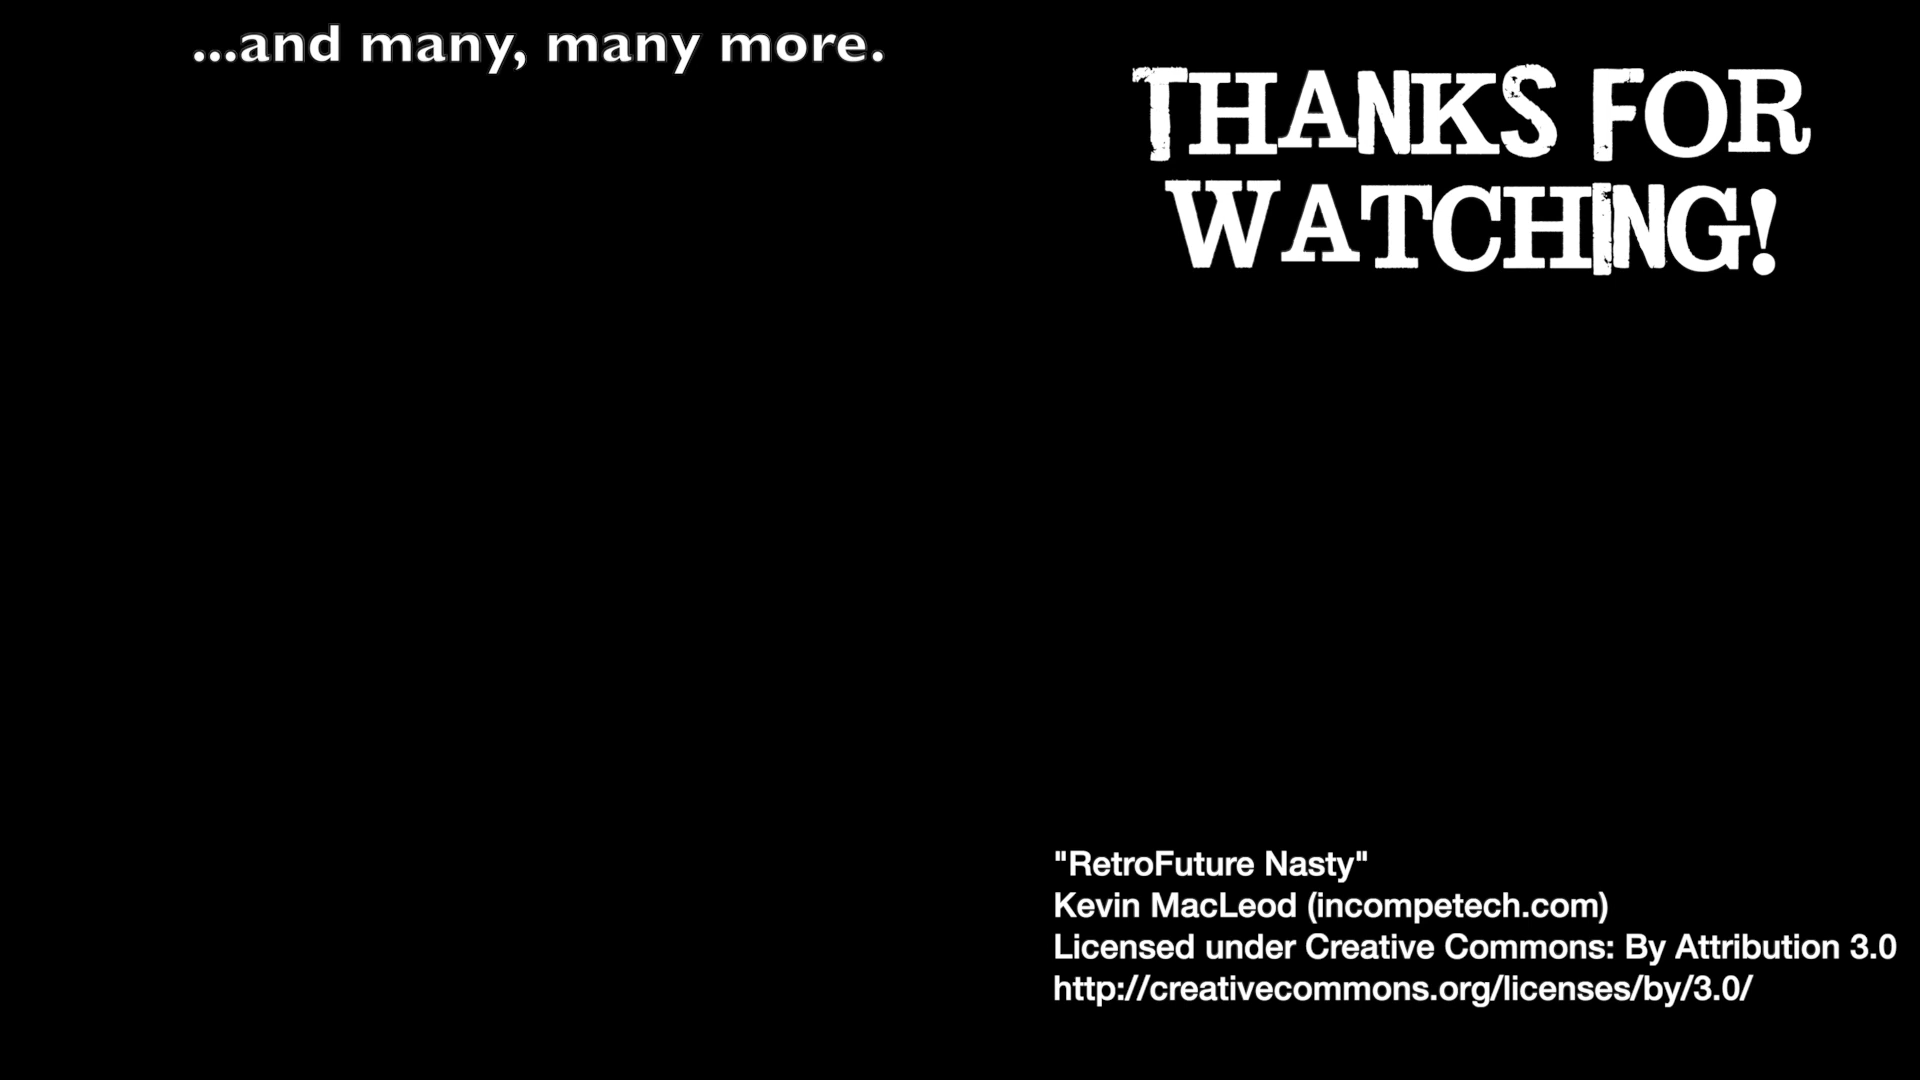 ...and many, many more.
THANKS FOR
WATCHING!
"RetroFuture Nasty"
Kevin MacLeod (incompetech.com)
Licensed under Creative Commons: By Attribution 3.0
http://creativecommons.org/licenses/by/3.0/